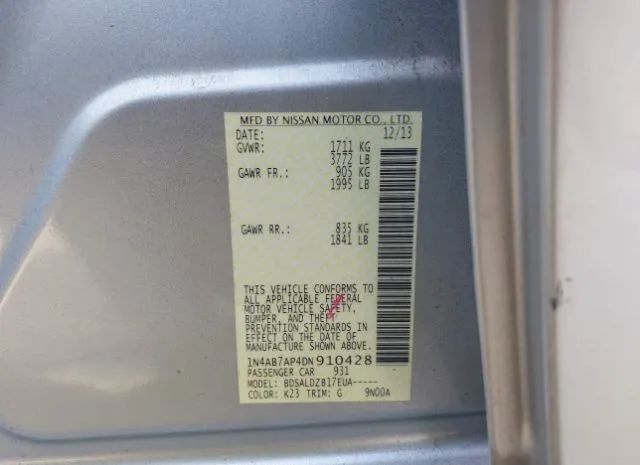 MFD BY NISSAN MOTOR CO., LTD.
DATE: 12/13
GVWR: 1711 KG
3772 LB
GAWR FR.: 905 KG
1995 LB
GAWR RR.: 835 KG
1841 LB
THIS VEHICLE CONFORMS TO
ALL APPLICABLE FEDERAL
MOTOR VEHICLE SAFETY,
BUMPER, AND THEFT
PREVENTION STANDARDS IN
EFFECT ON THE DATE OF
MANUFACTURE SHOWN ABOVE.
1N4AB7AP4DN910428
PASSENGER CAR 931
MODEL: BDSALDZB17EUA-----
COLOR: K23 TRIM: G 9N00A